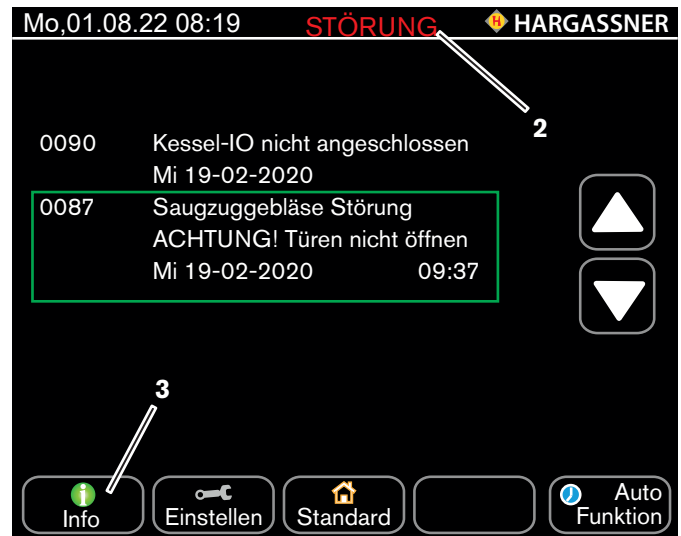 Mo,01.08.22 08:19 STÖRUNG HARGASSNER
2
0090 Kessel-IO nicht angeschlossen
Mi 19-02-2020
0087 Saugzuggebläse Störung
ACHTUNG! Türen nicht öffnen
Mi 19-02-2020 09:37
3
Info Einstellen Standard Auto
Funktion